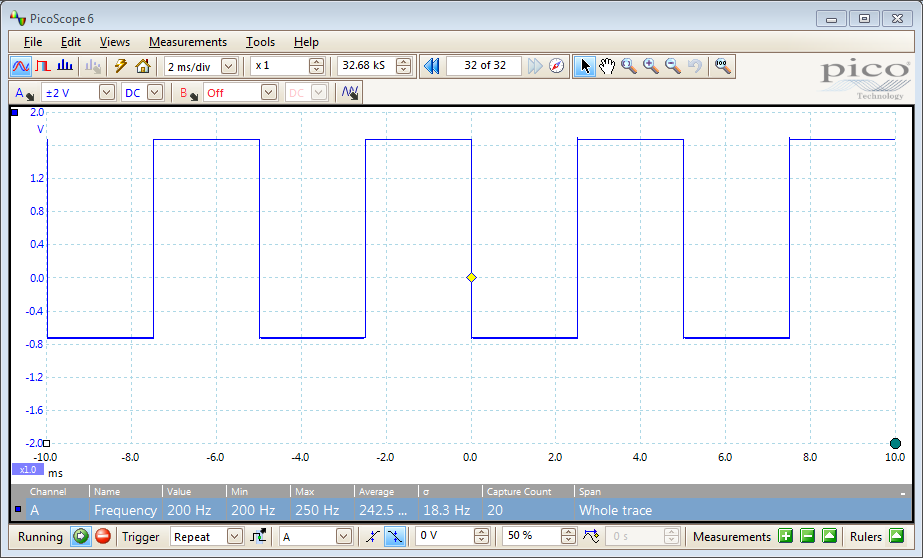 PicoScope 6
File Edit Views Measurements Tools Help
2 ms/div x 1 32.68 kS 32 of 32 100%
pico
Technology
A ±2 V DC B Off DC
2.0
V
1.2
0.8
0.4
0.0
-0.4
-0.8
-1.2
-1.6
-2.0
-10.0 -8.0 -6.0 -4.0 -2.0 0.0 2.0 4.0 6.0 8.0 10.0
x1.0 ms
Channel Name Value Min Max Average σ Capture Count Span
A Frequency 200 Hz 200 Hz 250 Hz 242.5 ... 18.3 Hz 20 Whole trace
Running Trigger Repeat A 0 V 50 % 0 s Measurements Rulers